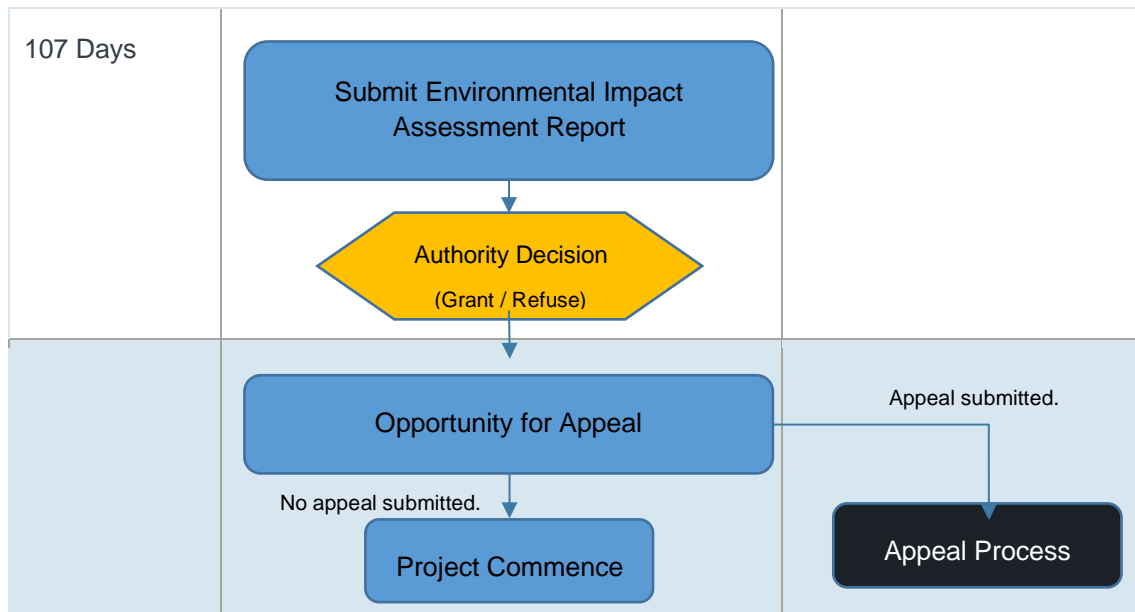 107 Days
Submit Environmental Impact
Assessment Report
Authority Decision
(Grant / Refuse)
Opportunity for Appeal
Appeal submitted.
No appeal submitted.
Project Commence
Appeal Process